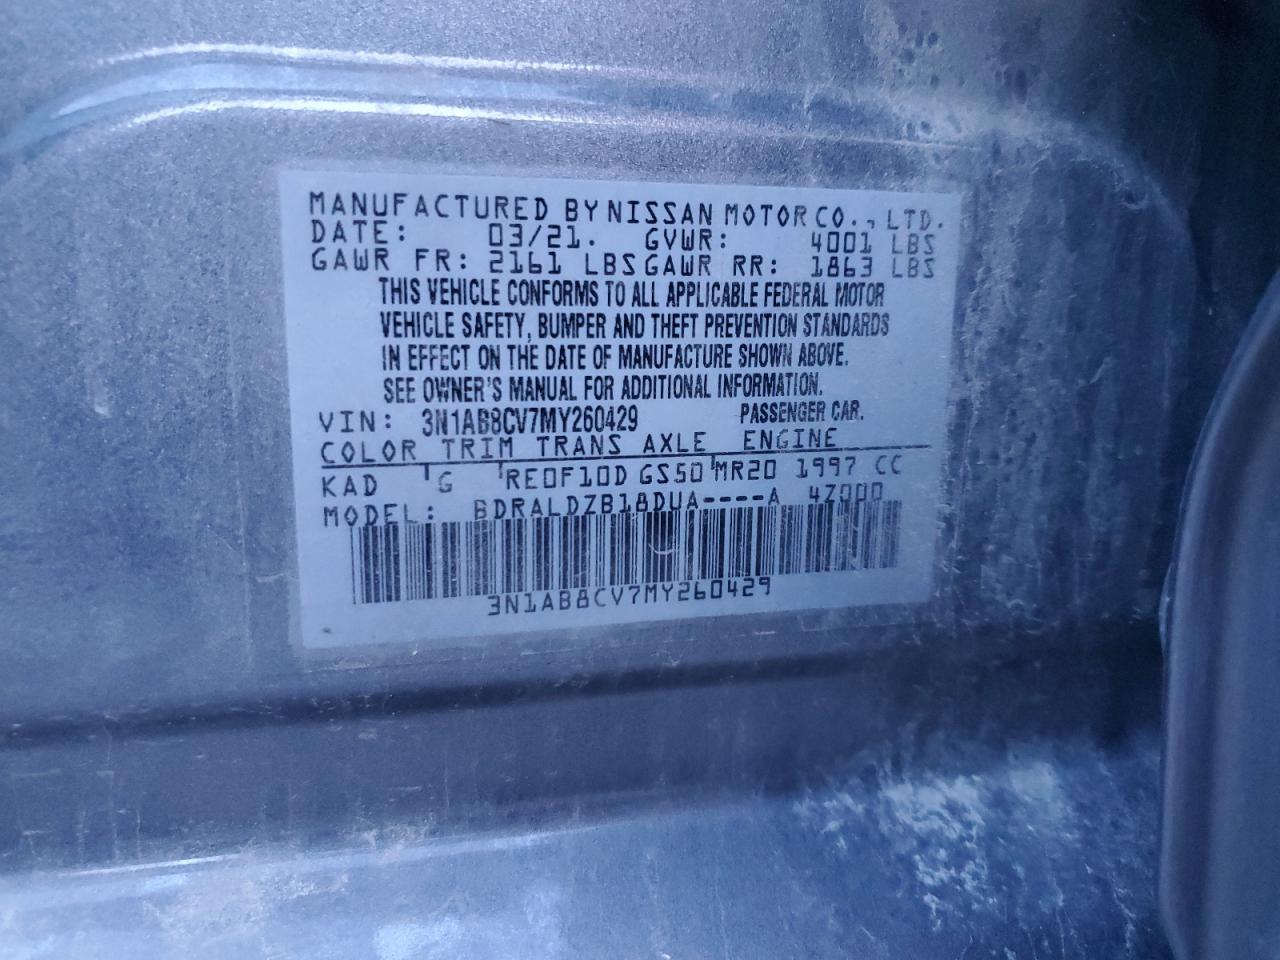 MANUFACTURED BY NISSAN MOTOR CO., LTD.
DATE: 03/21. GVWR: 4001 LBS
GAWR FR: 2161 LBS GAWR RR: 1863 LBS
THIS VEHICLE CONFORMS TO ALL APPLICABLE FEDERAL MOTOR
VEHICLE SAFETY, BUMPER AND THEFT PREVENTION STANDARDS
IN EFFECT ON THE DATE OF MANUFACTURE SHOWN ABOVE.
SEE OWNER'S MANUAL FOR ADDITIONAL INFORMATION.
VIN: 3N1AB8CV7MY260429 PASSENGER CAR.
COLOR TRIM TRANS AXLE ENGINE
KAD G RE0F10D GS50 MR20 1997 CC
MODEL: BDRALDZB18DUA----A 4Z000
3N1AB8CV7MY260429